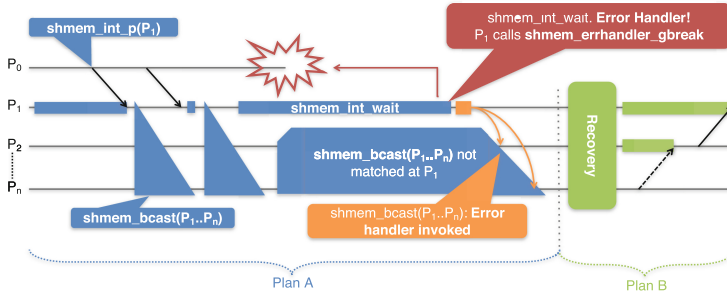 shmem_int_p(P1)
shmem_int_wait. Error Handler!
P1 calls shmem_errhandler_gbreak
P0
P1
shmem_int_wait
P2
shmem_bcast(P1..Pn) not
matched at P1
Recovery
Pn
shmem_bcast(P1..Pn)
shmem_bcast(P1..Pn): Error
handler invoked
Plan A
Plan B